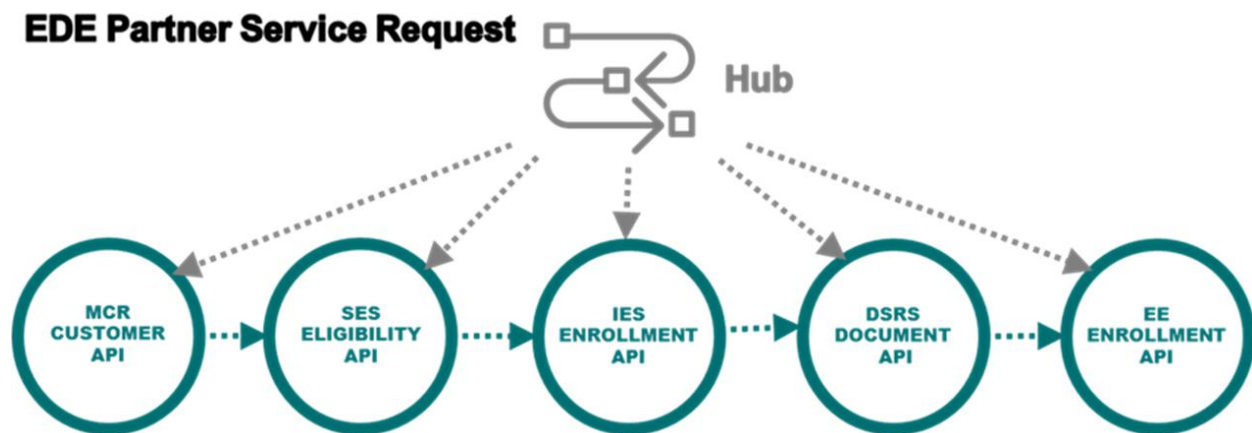 EDE Partner Service Request
Hub
MCR
CUSTOMER
API
SES
ELIGIBILITY
API
IES
ENROLLMENT
API
DSRS
DOCUMENT
API
EE
ENROLLMENT
API